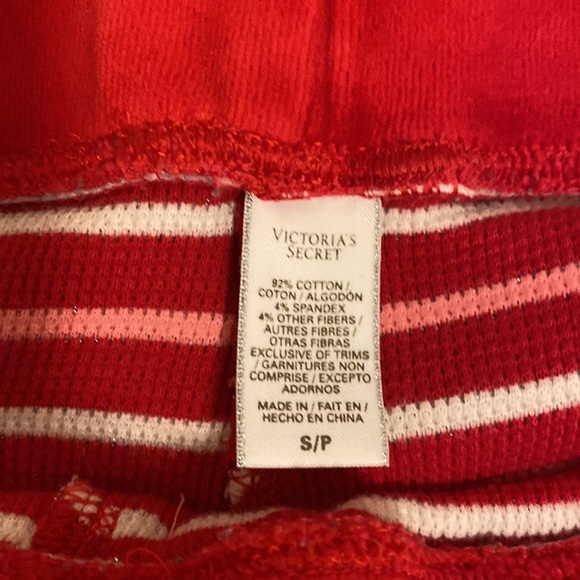 VICTORIA'S
SECRET
92% COTTON /
COTON / ALGODÓN
4% SPANDEX
4% OTHER FIBERS /
AUTRES FIBRES /
OTRAS FIBRAS
EXCLUSIVE OF TRIMS
/ GARNITURES NON
COMPRISE / EXCEPTO
ADORNOS
MADE IN / FAIT EN /
HECHO EN CHINA
S/P